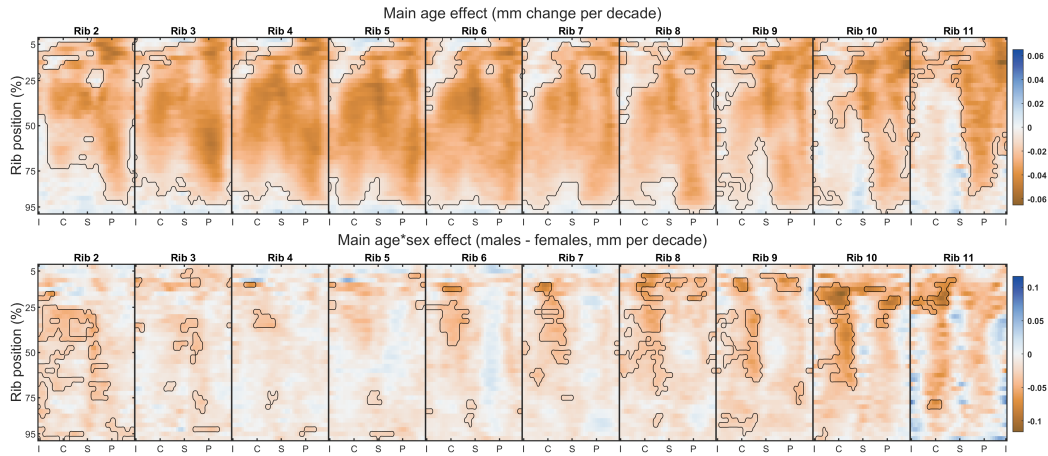 Main age effect (mm change per decade)
Rib 2 Rib 3 Rib 4 Rib 5 Rib 6 Rib 7 Rib 8 Rib 9 Rib 10 Rib 11
Rib position (%)
5
25
50
75
95
I C S P I C S P I C S P I C S P I C S P I C S P I C S P I C S P I C S P I C S P I
0.06
0.04
0.02
0
-0.02
-0.04
-0.06
Main age*sex effect (males - females, mm per decade)
Rib 2 Rib 3 Rib 4 Rib 5 Rib 6 Rib 7 Rib 8 Rib 9 Rib 10 Rib 11
Rib position (%)
5
25
50
75
95
I C S P I C S P I C S P I C S P I C S P I C S P I C S P I C S P I C S P I C S P I
0.1
0.05
0
-0.05
-0.1